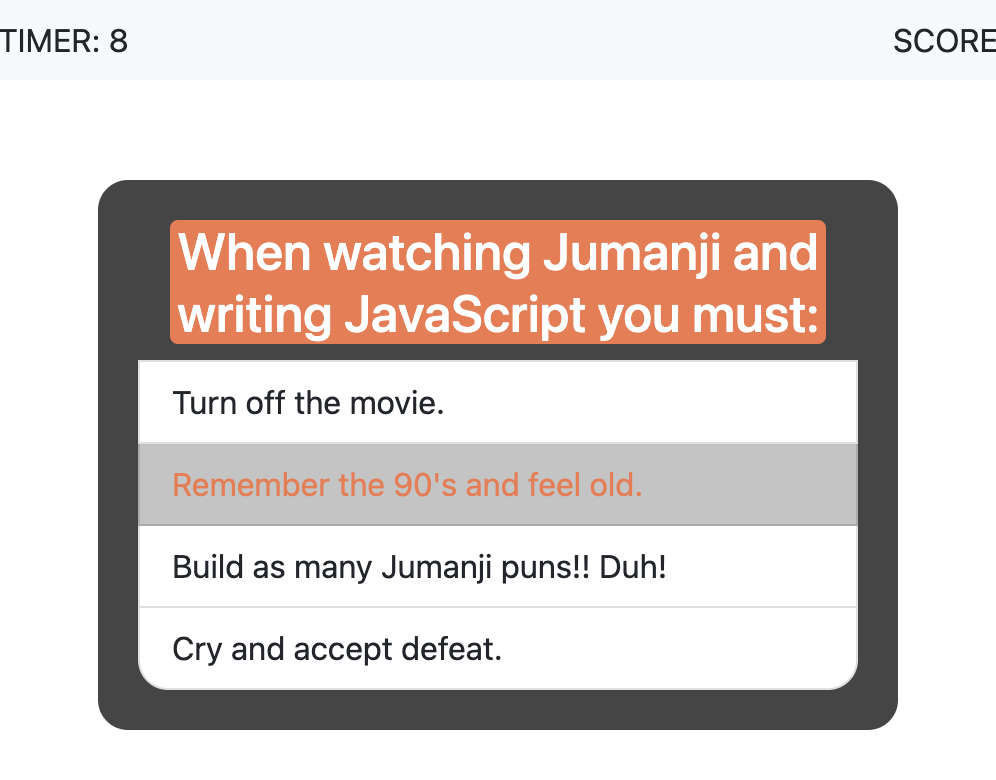 TIMER: 8
SCORE
When watching Jumanji and
writing JavaScript you must:
Turn off the movie.
Remember the 90's and feel old.
Build as many Jumanji puns!! Duh!
Cry and accept defeat.